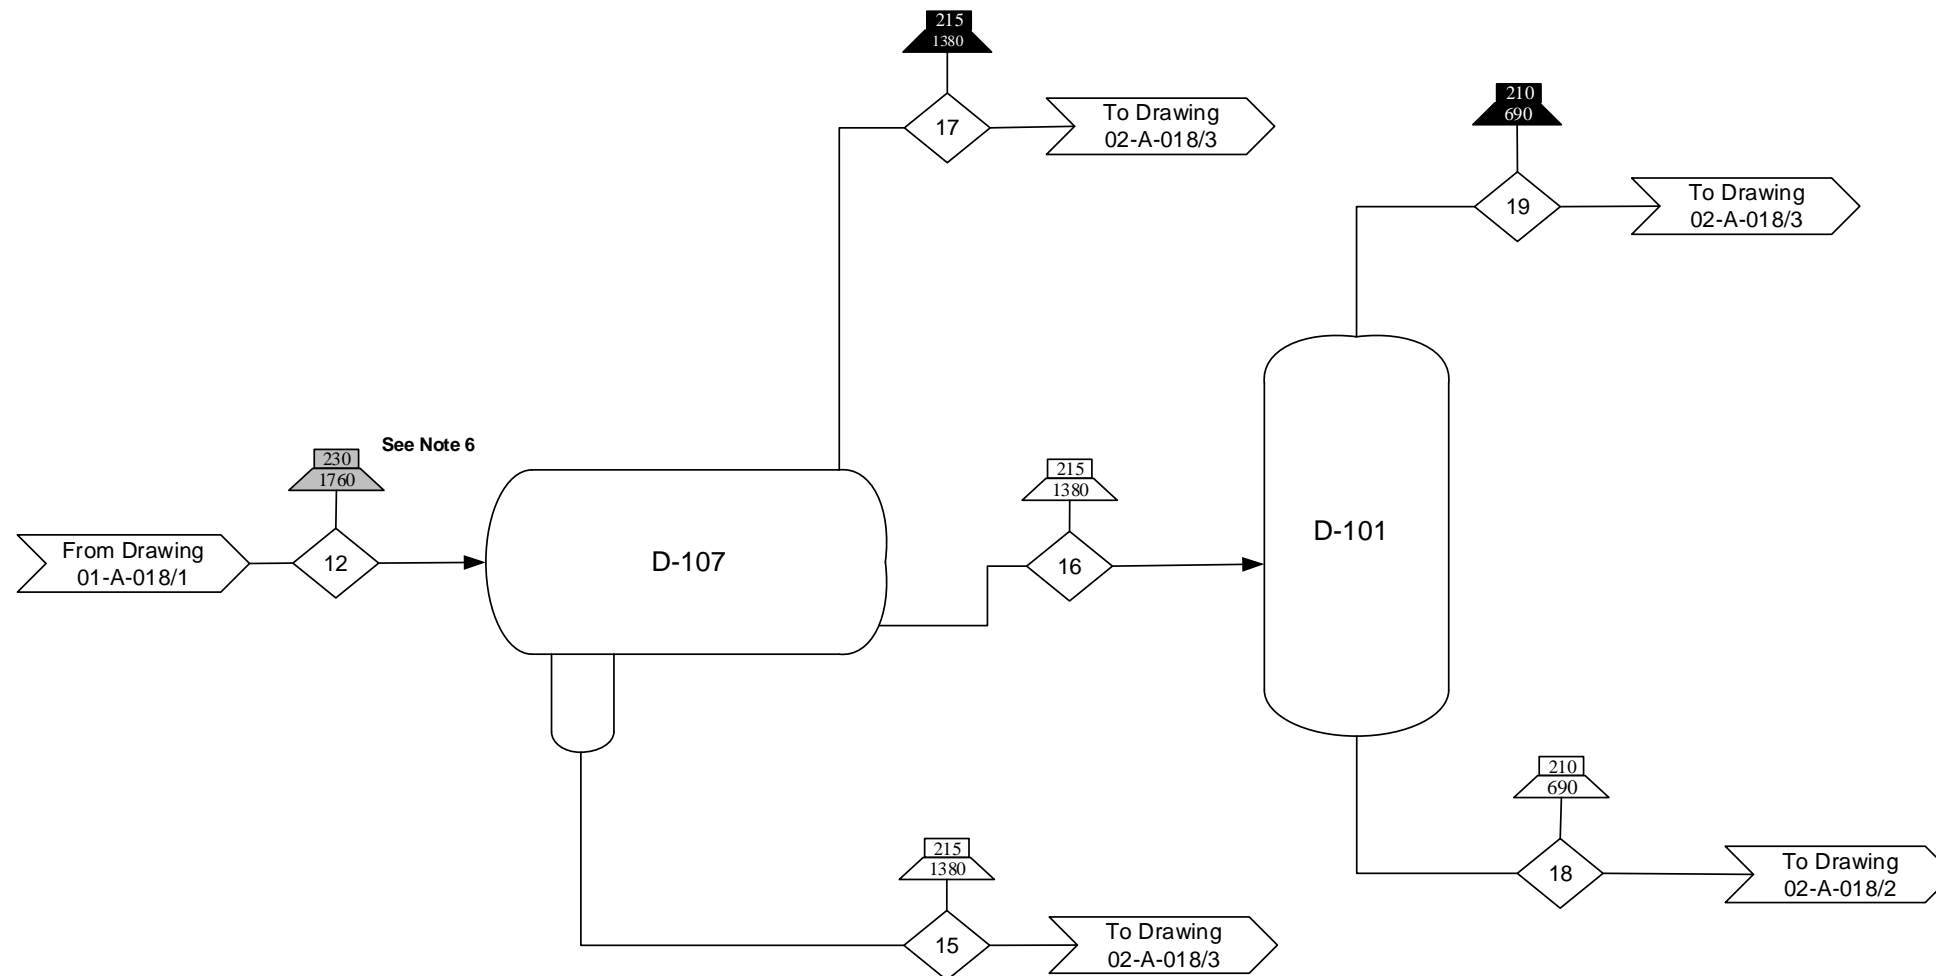 215
1380
17
To Drawing
02-A-018/3
210
690
19
To Drawing
02-A-018/3
See Note 6
230
1760
From Drawing
01-A-018/1
12
D-107
215
1380
16
D-101
210
690
18
To Drawing
02-A-018/2
215
1380
15
To Drawing
02-A-018/3